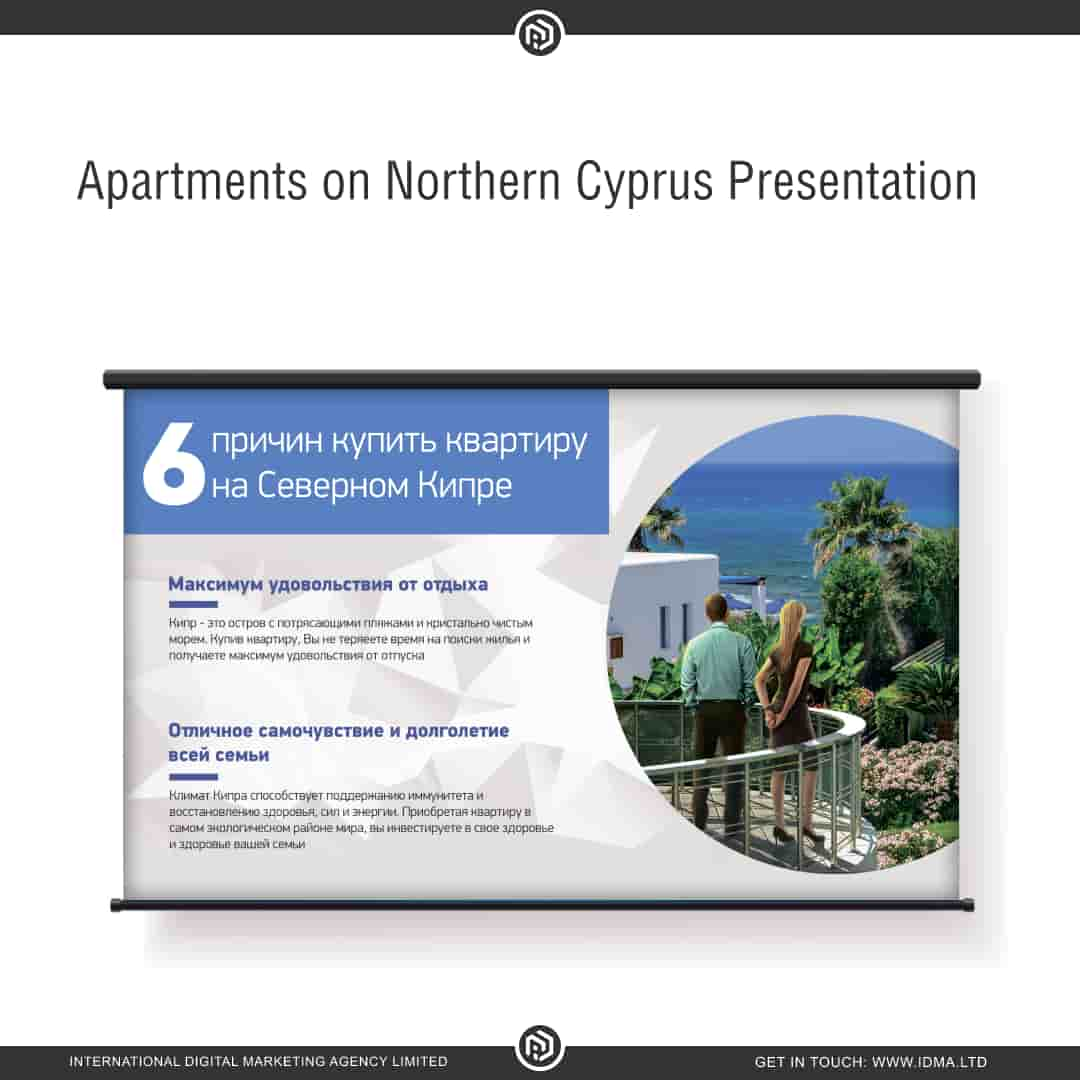 Apartments on Northern Cyprus Presentation
6 причин купить квартиру
на Северном Кипре
Максимум удовольствия от отдыха
Кипр - это остров с потрясающими пляжами и кристально чистым
морем. Купив квартиру, Вы не теряете время на поиски жилья и
получаете максимум удовольствия от отпуска
Отличное самочувствие и долголетие
всей семьи
Климат Кипра способствует поддержанию иммунитета и
восстановлению здоровья, сил и энергии. Приобретая квартиру в
самом экологическом районе мира, вы инвестируете в свое здоровье
и здоровье вашей семьи
INTERNATIONAL DIGITAL MARKETING AGENCY LIMITED
GET IN TOUCH: WWW.IDMA.LTD